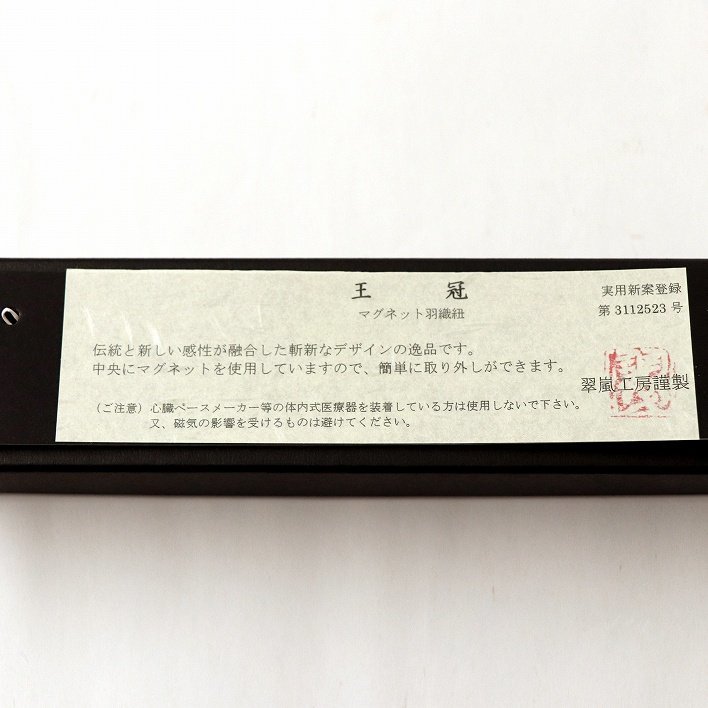 王 冠
マグネット羽織紐
実用新案登録
第 3112523 号
伝統と新しい感性が融合した斬新なデザインの逸品です。
中央にマグネットを使用していますので、簡単に取り外しができます。
翠嵐工房謹製
（ご注意）心臓ペースメーカー等の体内式医療器を装着している方は使用しないで下さい。
又、磁気の影響を受けるものは避けてください。